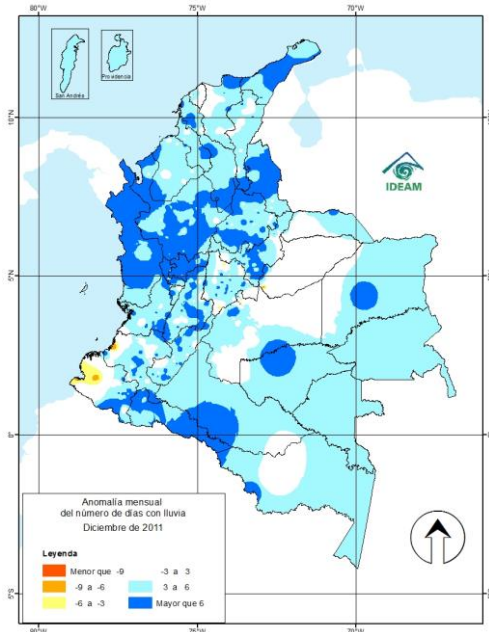 80°W 75°W 70°W
San Andrés
Providencia
10°N
IDEAM
5°N
Anomalía mensual
del número de días con lluvia
Diciembre de 2011
Leyenda
Menor que -9
-3 a 3
-9 a -6
3 a 6
-6 a -3
Mayor que 6
80°W 75°W 70°W